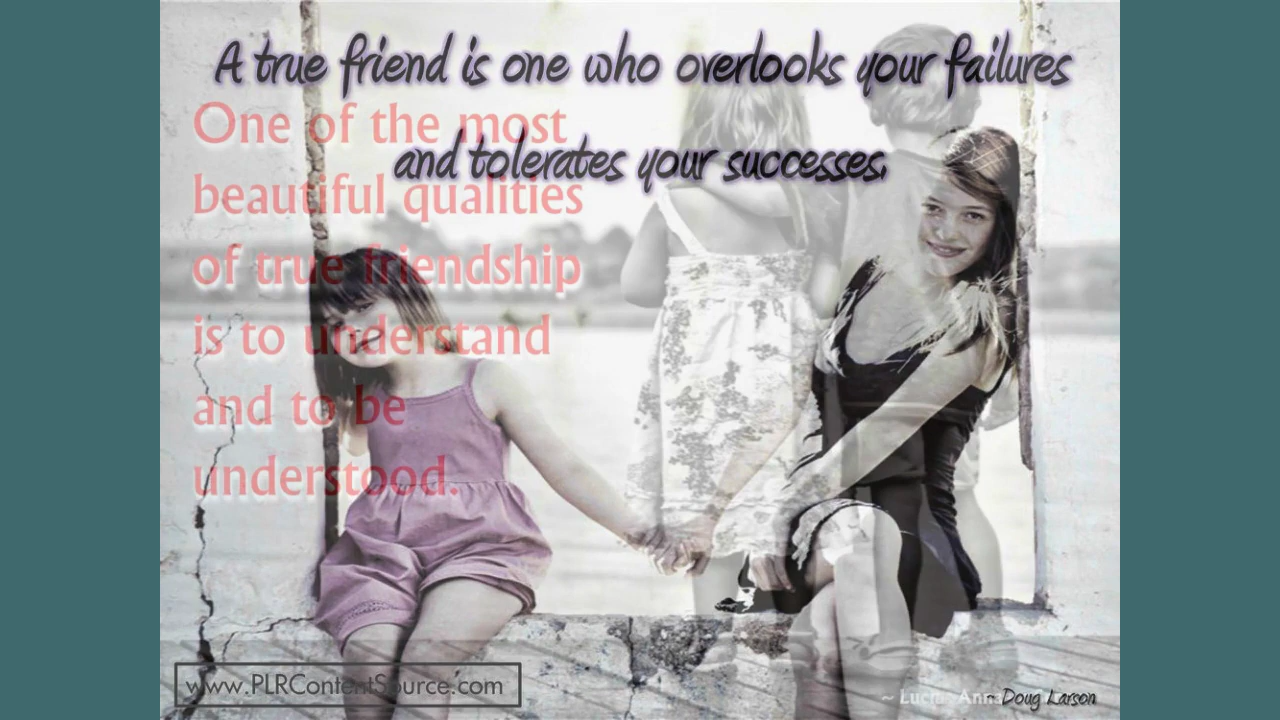 A true friend is one who overlooks your failures
and tolerates your successes.
One of the most
beautiful qualities
of true friendship
is to understand
and to be
understood.
www.PLRContentSource.com
~ Doug Larson